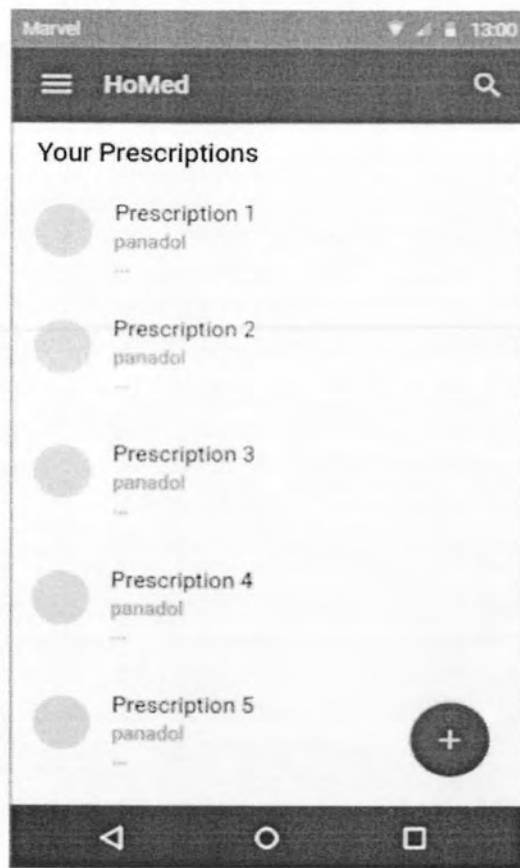 Marvel 13:00
HoMed
Your Prescriptions
Prescription 1
panadol
...
Prescription 2
panadol
...
Prescription 3
panadol
...
Prescription 4
panadol
...
Prescription 5
panadol
...
+